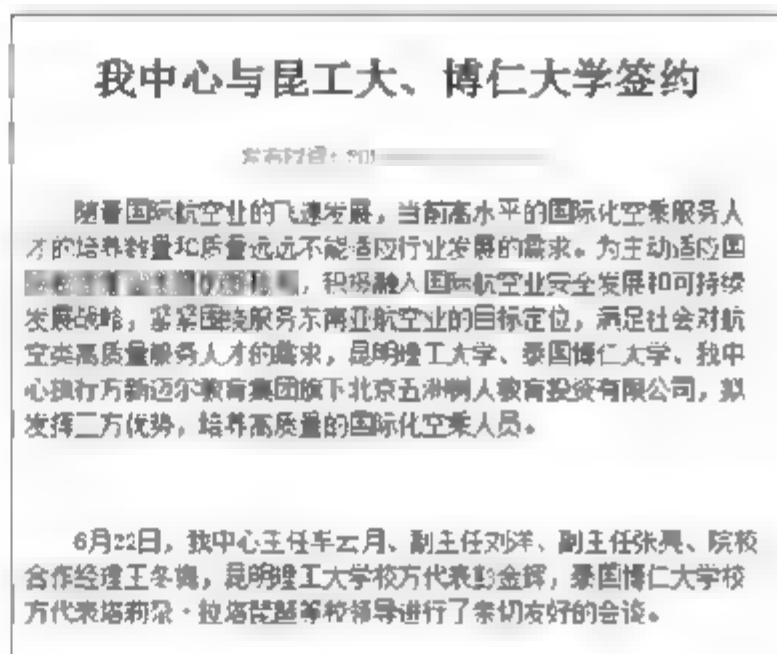 我中心与昆工大、博仁大学签约
发布时间：201
随着国际航空业的飞速发展，当前高水平的国际化空乘服务人
才的培养数量和质量远远不能适应行业发展的需求。为主动适应国
，积极融入国际航空业安全发展和可持续
发展战略，紧紧围绕服务东南亚航空业的目标定位，满足社会对航
空类高质量服务人才的需求，昆明理工大学、泰国博仁大学、我中
心执行方新迈尔教育集团旗下北京五洲树人教育投资有限公司，拟
发挥三方优势，培养高质量的国际化空乘人员。
6月22日，我中心主任车云月、副主任刘洋、副主任张亮、院校
合作经理王冬梅，昆明理工大学校方代表彭金辉，泰国博仁大学校
方代表塔莉·拉塔琵琶等校领导进行了亲切友好的会谈。